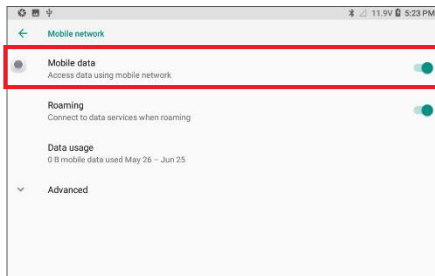 11.9V 5:23 PM
Mobile network
Mobile data
Access data using mobile network
Roaming
Connect to data services when roaming
Data usage
0 B mobile data used May 26 – Jun 25
Advanced